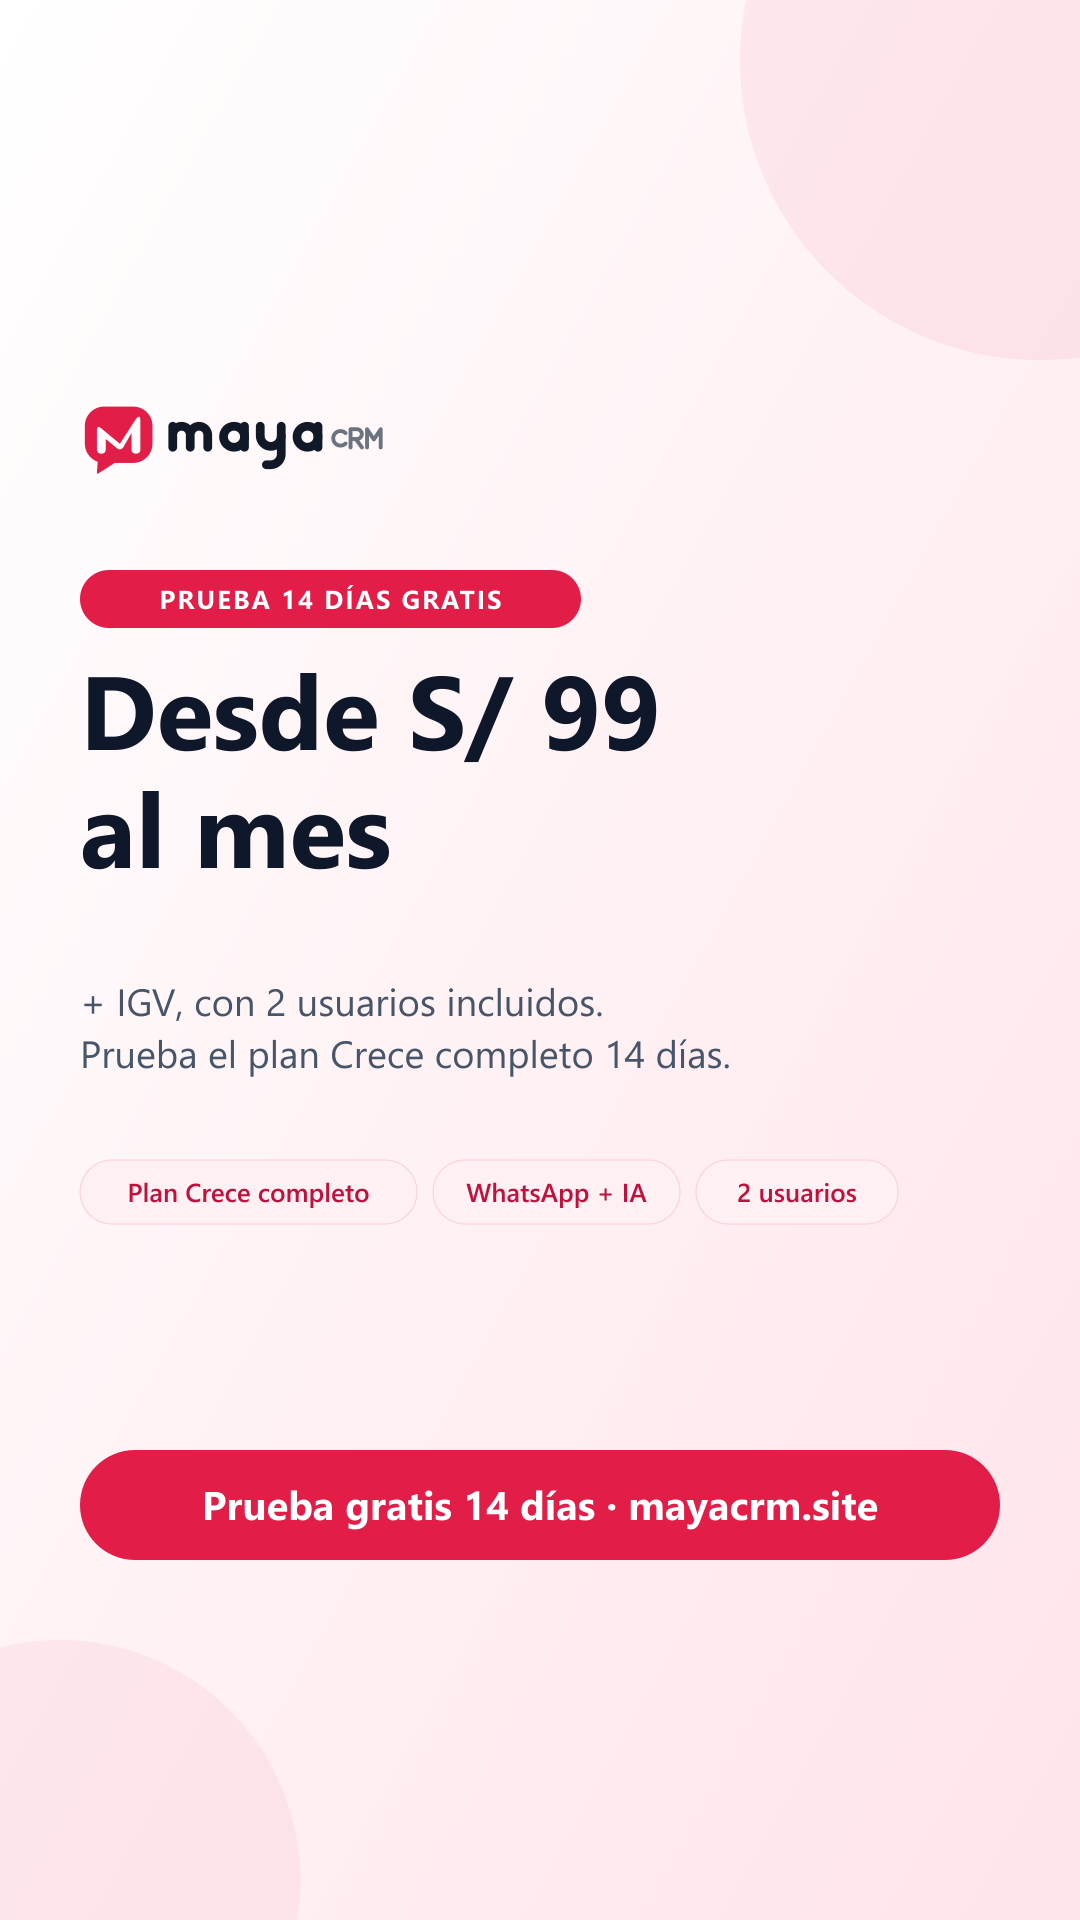 maya CRM
PRUEBA 14 DÍAS GRATIS
Desde S/ 99
al mes
+ IGV, con 2 usuarios incluidos.
Prueba el plan Crece completo 14 días.
Plan Crece completo
WhatsApp + IA
2 usuarios
Prueba gratis 14 días · mayacrm.site